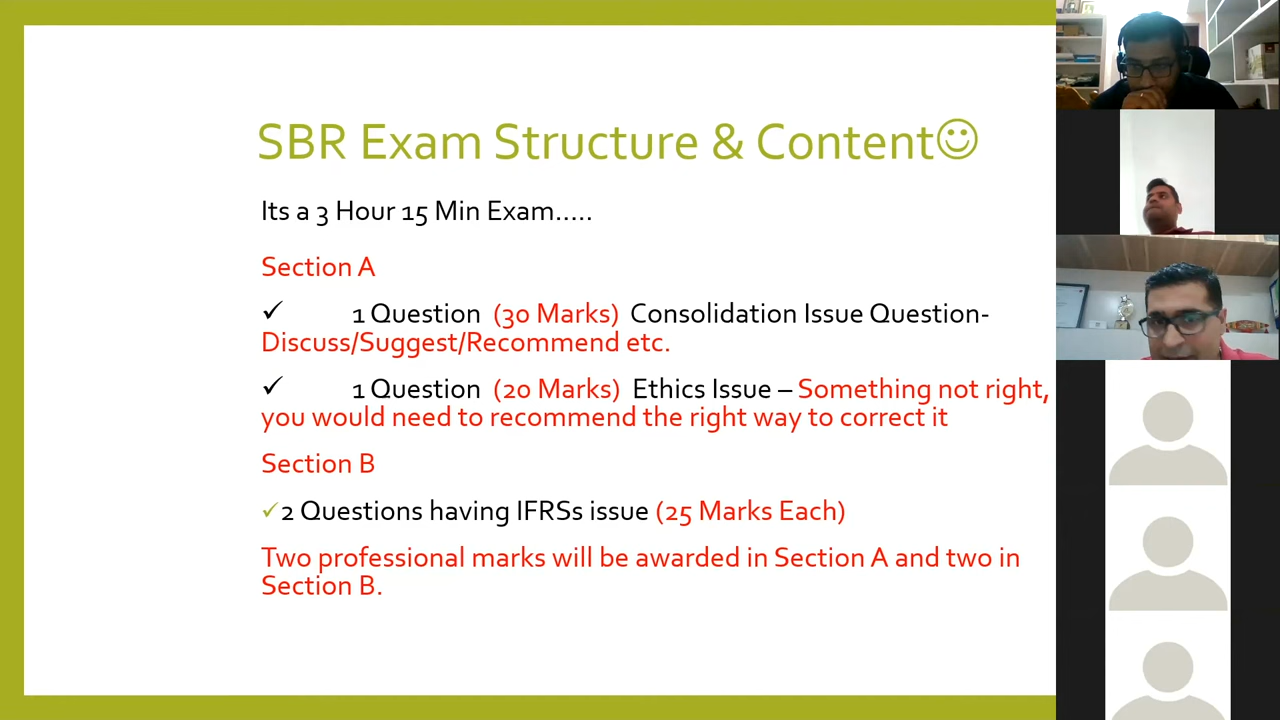 SBR Exam Structure & Content☺
Its a 3 Hour 15 Min Exam.....
Section A
✓ 1 Question (30 Marks) Consolidation Issue Question-
Discuss/Suggest/Recommend etc.
✓ 1 Question (20 Marks) Ethics Issue – Something not right,
you would need to recommend the right way to correct it
Section B
✓2 Questions having IFRSs issue (25 Marks Each)
Two professional marks will be awarded in Section A and two in
Section B.